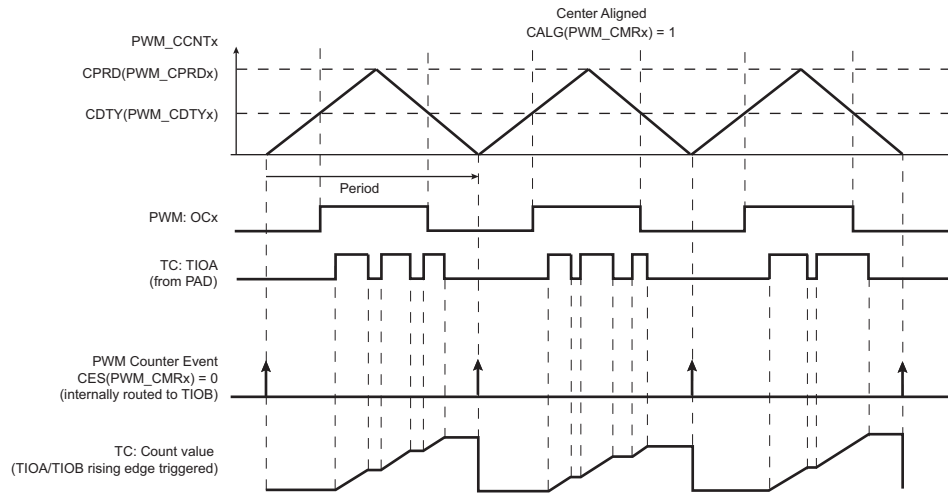 Center Aligned
CALG(PWM_CMRx) = 1
PWM_CCNTx
CPRD(PWM_CPRDx)
CDTY(PWM_CDTYx)
Period
PWM: OCx
TC: TIOA
(from PAD)
PWM Counter Event
CES(PWM_CMRx) = 0
(internally routed to TIOB)
TC: Count value
(TIOA/TIOB rising edge triggered)